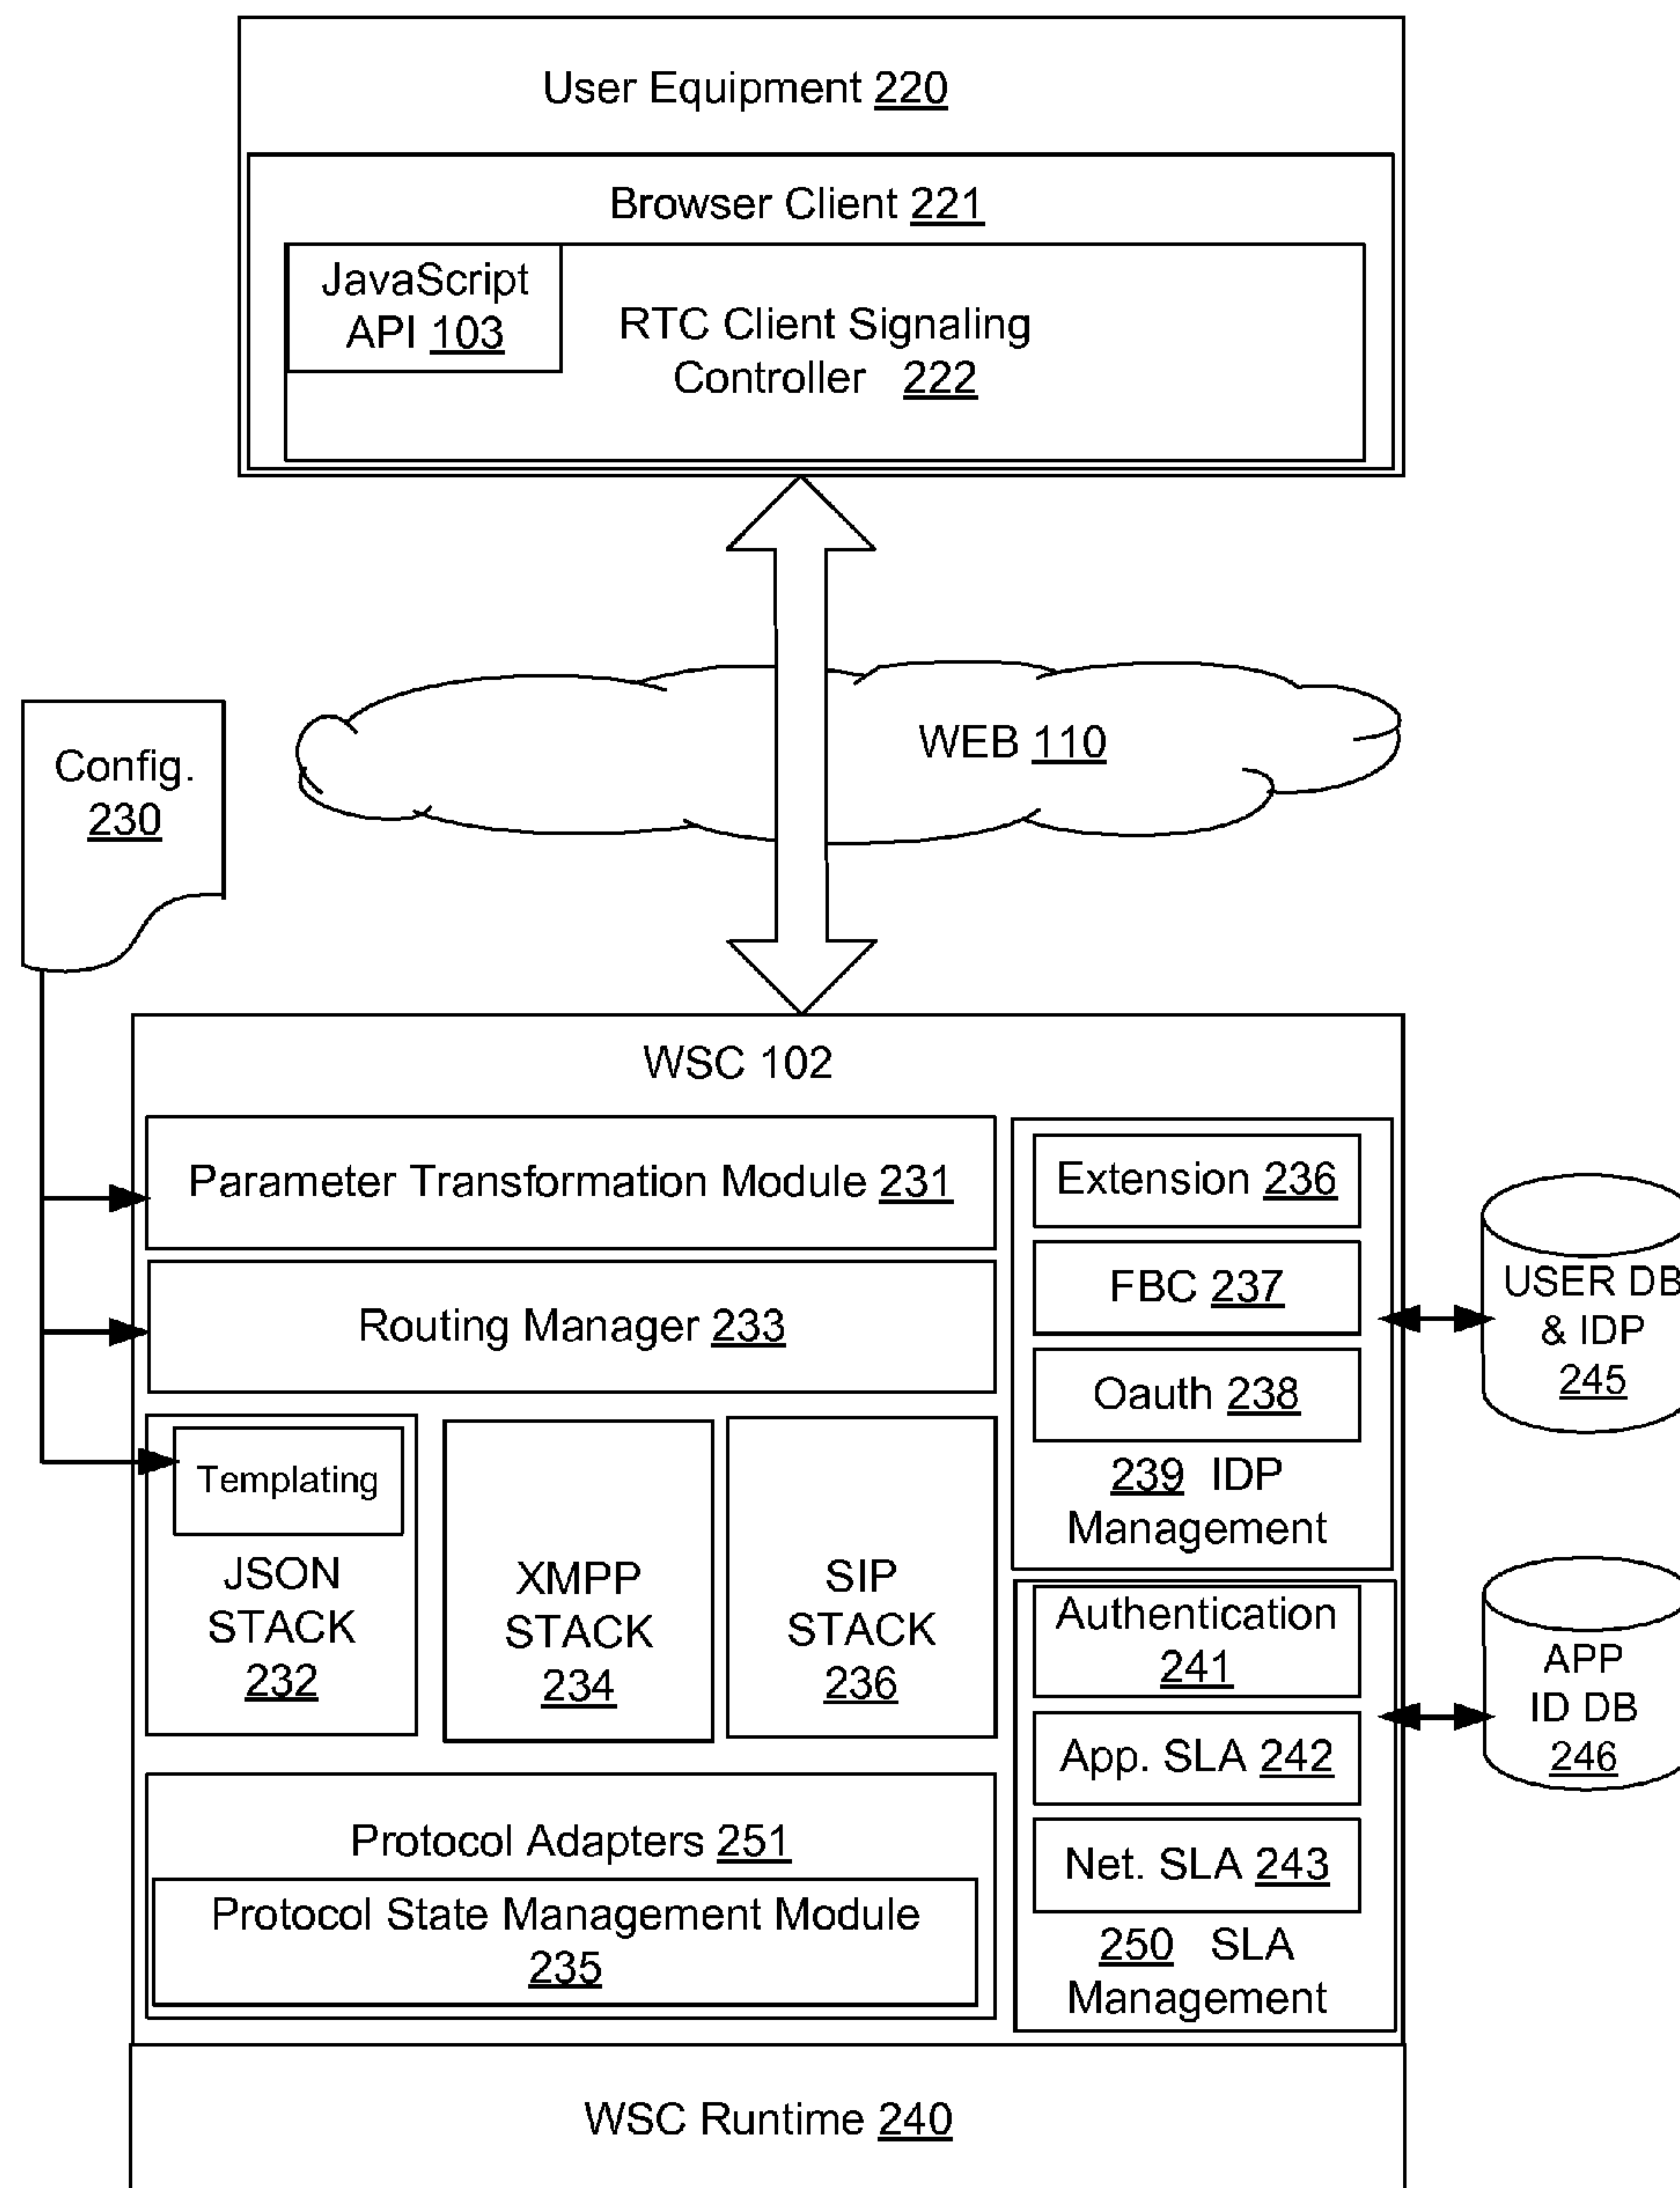 User Equipment 220
Browser Client 221
JavaScript
API 103
RTC Client Signaling
Controller 222
WEB 110
Config.
230
WSC 102
Parameter Transformation Module 231
Routing Manager 233
Templating
JSON
STACK
232
XMPP
STACK
234
SIP
STACK
236
Protocol Adapters 251
Protocol State Management Module
235
Extension 236
FBC 237
Oauth 238
239 IDP
Management
Authentication
241
App. SLA 242
Net. SLA 243
250 SLA
Management
USER DB
& IDP
245
APP
ID DB
246
WSC Runtime 240